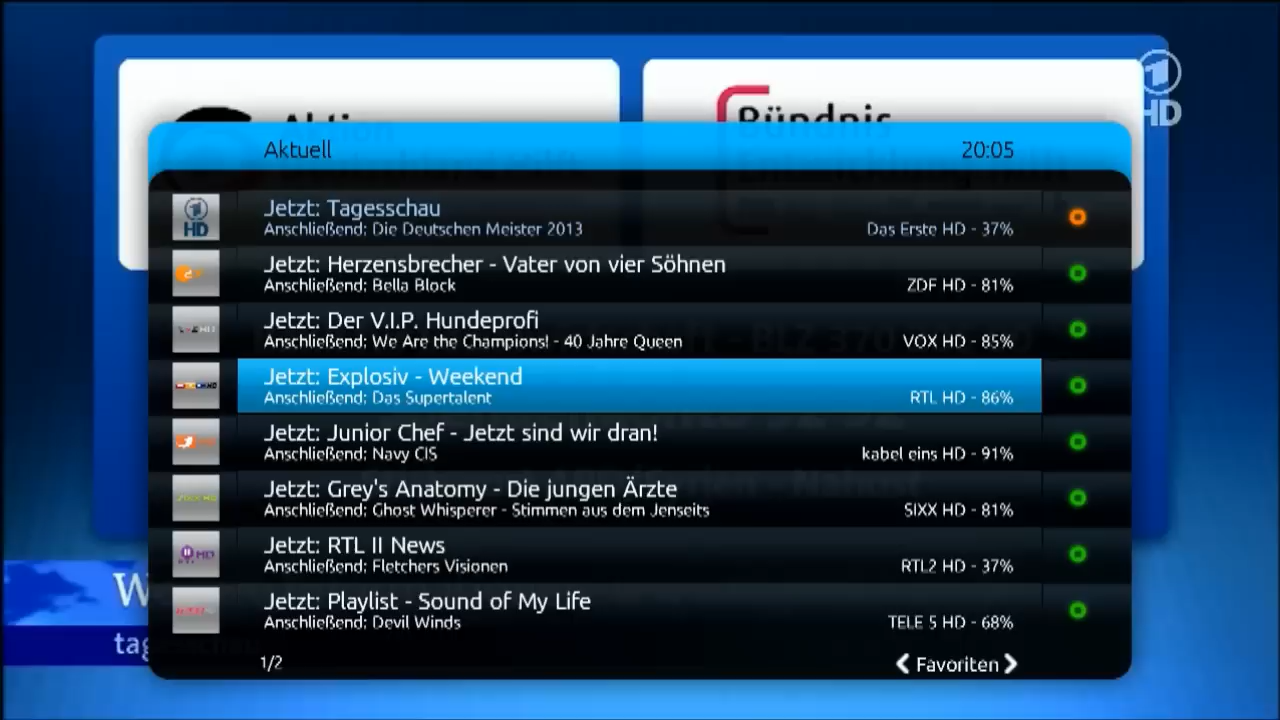 HD
Aktion
Bündnis
Aktuell 20:05
HD
Jetzt: Tagesschau
Anschließend: Die Deutschen Meister 2013 Das Erste HD - 37%
Jetzt: Herzensbrecher - Vater von vier Söhnen
Anschließend: Bella Block ZDF HD - 81%
Jetzt: Der V.I.P. Hundeprofi
Anschließend: We Are the Champions! - 40 Jahre Queen VOX HD - 85%
Jetzt: Explosiv - Weekend
Anschließend: Das Supertalent RTL HD - 86%
Jetzt: Junior Chef - Jetzt sind wir dran!
Anschließend: Navy CIS kabel eins HD - 91%
Jetzt: Grey's Anatomy - Die jungen Ärzte
Anschließend: Ghost Whisperer - Stimmen aus dem Jenseits SIXX HD - 81%
Jetzt: RTL II News
Anschließend: Fletchers Visionen RTL2 HD - 37%
Jetzt: Playlist - Sound of My Life
Anschließend: Devil Winds TELE 5 HD - 68%
tagesschau
1/2 Favoriten